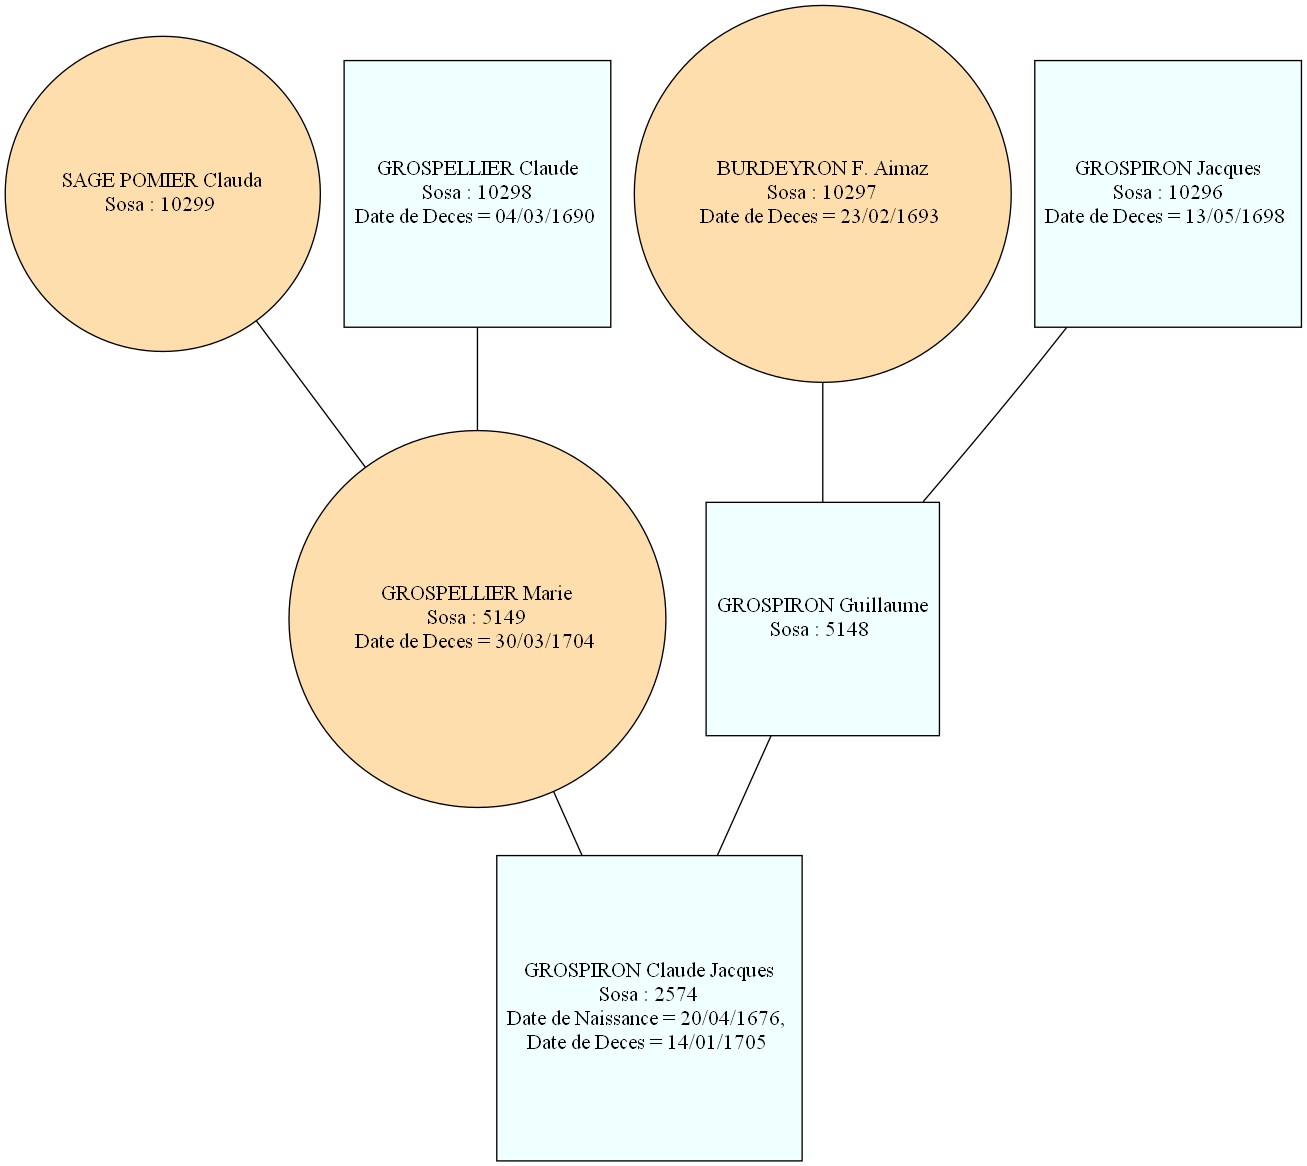 SAGE POMIER Clauda
Sosa : 10299
GROSPELLIER Claude
Sosa : 10298
Date de Deces = 04/03/1690
BURDEYRON F. Aimaz
Sosa : 10297
Date de Deces = 23/02/1693
GROSPIRON Jacques
Sosa : 10296
Date de Deces = 13/05/1698
GROSPELLIER Marie
Sosa : 5149
Date de Deces = 30/03/1704
GROSPIRON Guillaume
Sosa : 5148
GROSPIRON Claude Jacques
Sosa : 2574
Date de Naissance = 20/04/1676,
Date de Deces = 14/01/1705